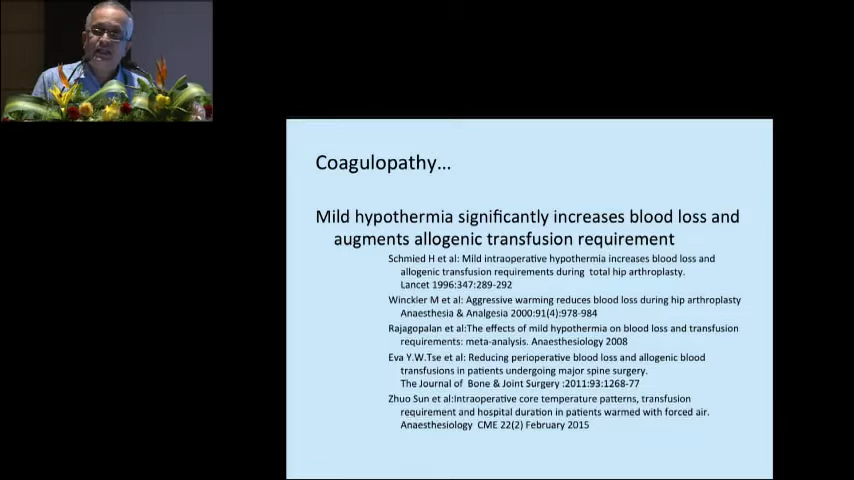 Coagulopathy...
Mild hypothermia significantly increases blood loss and
augments allogenic transfusion requirement
Schmied H et al: Mild intraoperative hypothermia increases blood loss and
allogenic transfusion requirements during total hip arthroplasty.
Lancet 1996:347:289-292
Winckler M et al: Aggressive warming reduces blood loss during hip arthroplasty
Anaesthesia & Analgesia 2000:91(4):978-984
Rajagopalan et al:The effects of mild hypothermia on blood loss and transfusion
requirements: meta-analysis. Anaesthesiology 2008
Eva Y.W.Tse et al: Reducing perioperative blood loss and allogenic blood
transfusions in patients undergoing major spine surgery.
The Journal of Bone & Joint Surgery :2011:93:1268-77
Zhuo Sun et al:Intraoperative core temperature patterns, transfusion
requirement and hospital duration in patients warmed with forced air.
Anaesthesiology CME 22(2) February 2015